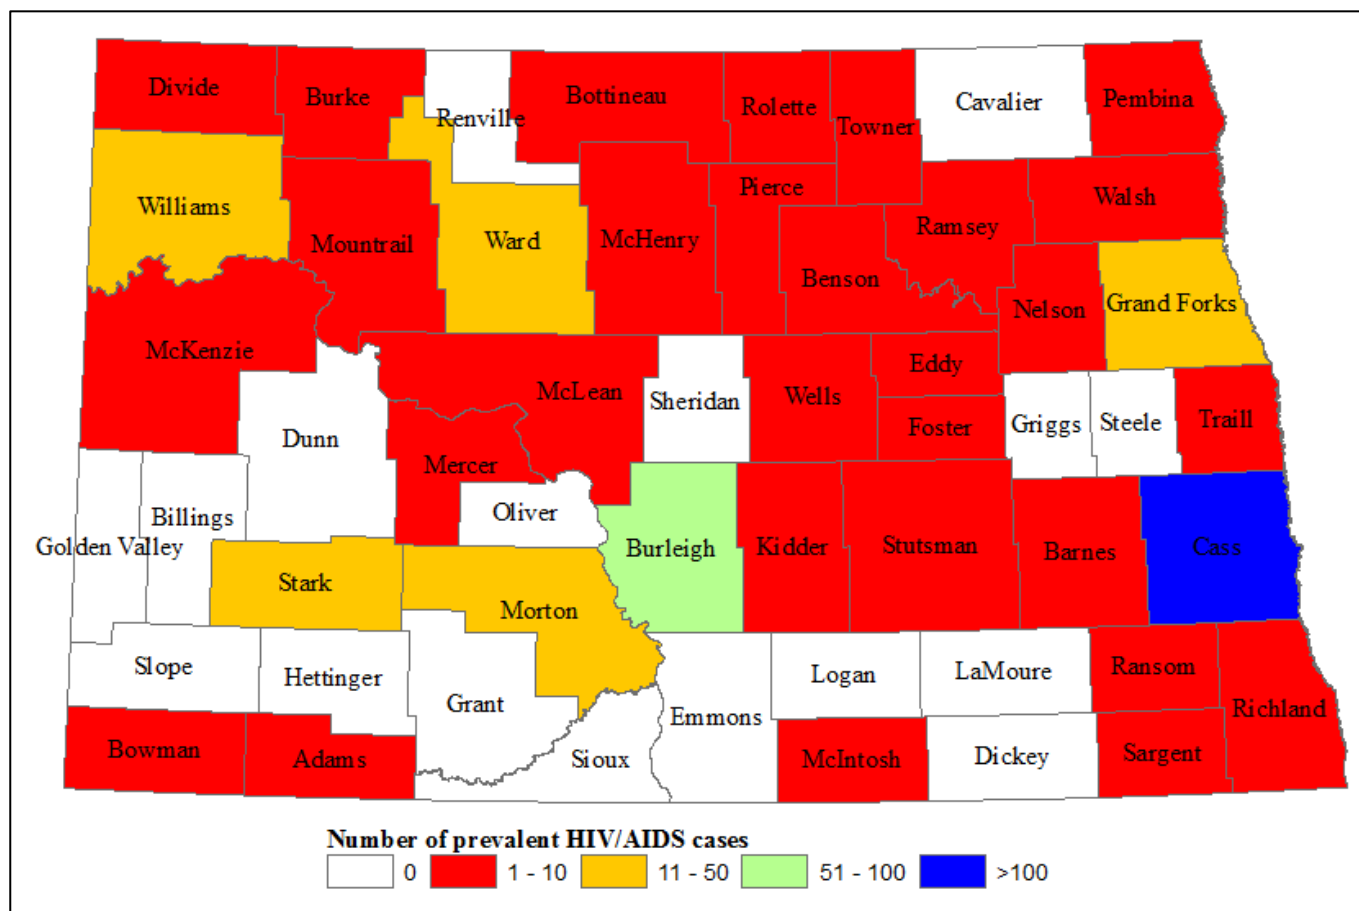 Divide
Burke
Renville
Bottineau
Rolette
Towner
Cavalier
Pembina
Williams
Mountrail
Ward
McHenry
Pierce
Benson
Ramsey
Walsh
Nelson
Grand Forks
McKenzie
Dunn
McLean
Mercer
Oliver
Sheridan
Wells
Eddy
Foster
Griggs
Steele
Traill
Golden Valley
Billings
Stark
Morton
Burleigh
Kidder
Stutsman
Barnes
Cass
Slope
Hettinger
Grant
Sioux
Emmons
Logan
LaMoure
Ransom
Richland
Bowman
Adams
McIntosh
Dickey
Sargent
Number of prevalent HIV/AIDS cases
0 1 - 10 11 - 50 51 - 100 >100